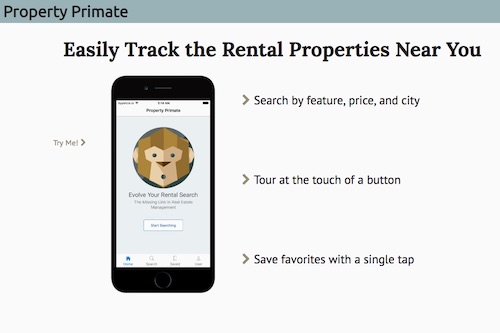 Property Primate
Easily Track the Rental Properties Near You
Try Me!
Search by feature, price, and city
Tour at the touch of a button
Save favorites with a single tap
Property Primate
Evolve Your Rental Search
The Missing Link in Real Estate
Management
Start Searching
Home Search Saved User